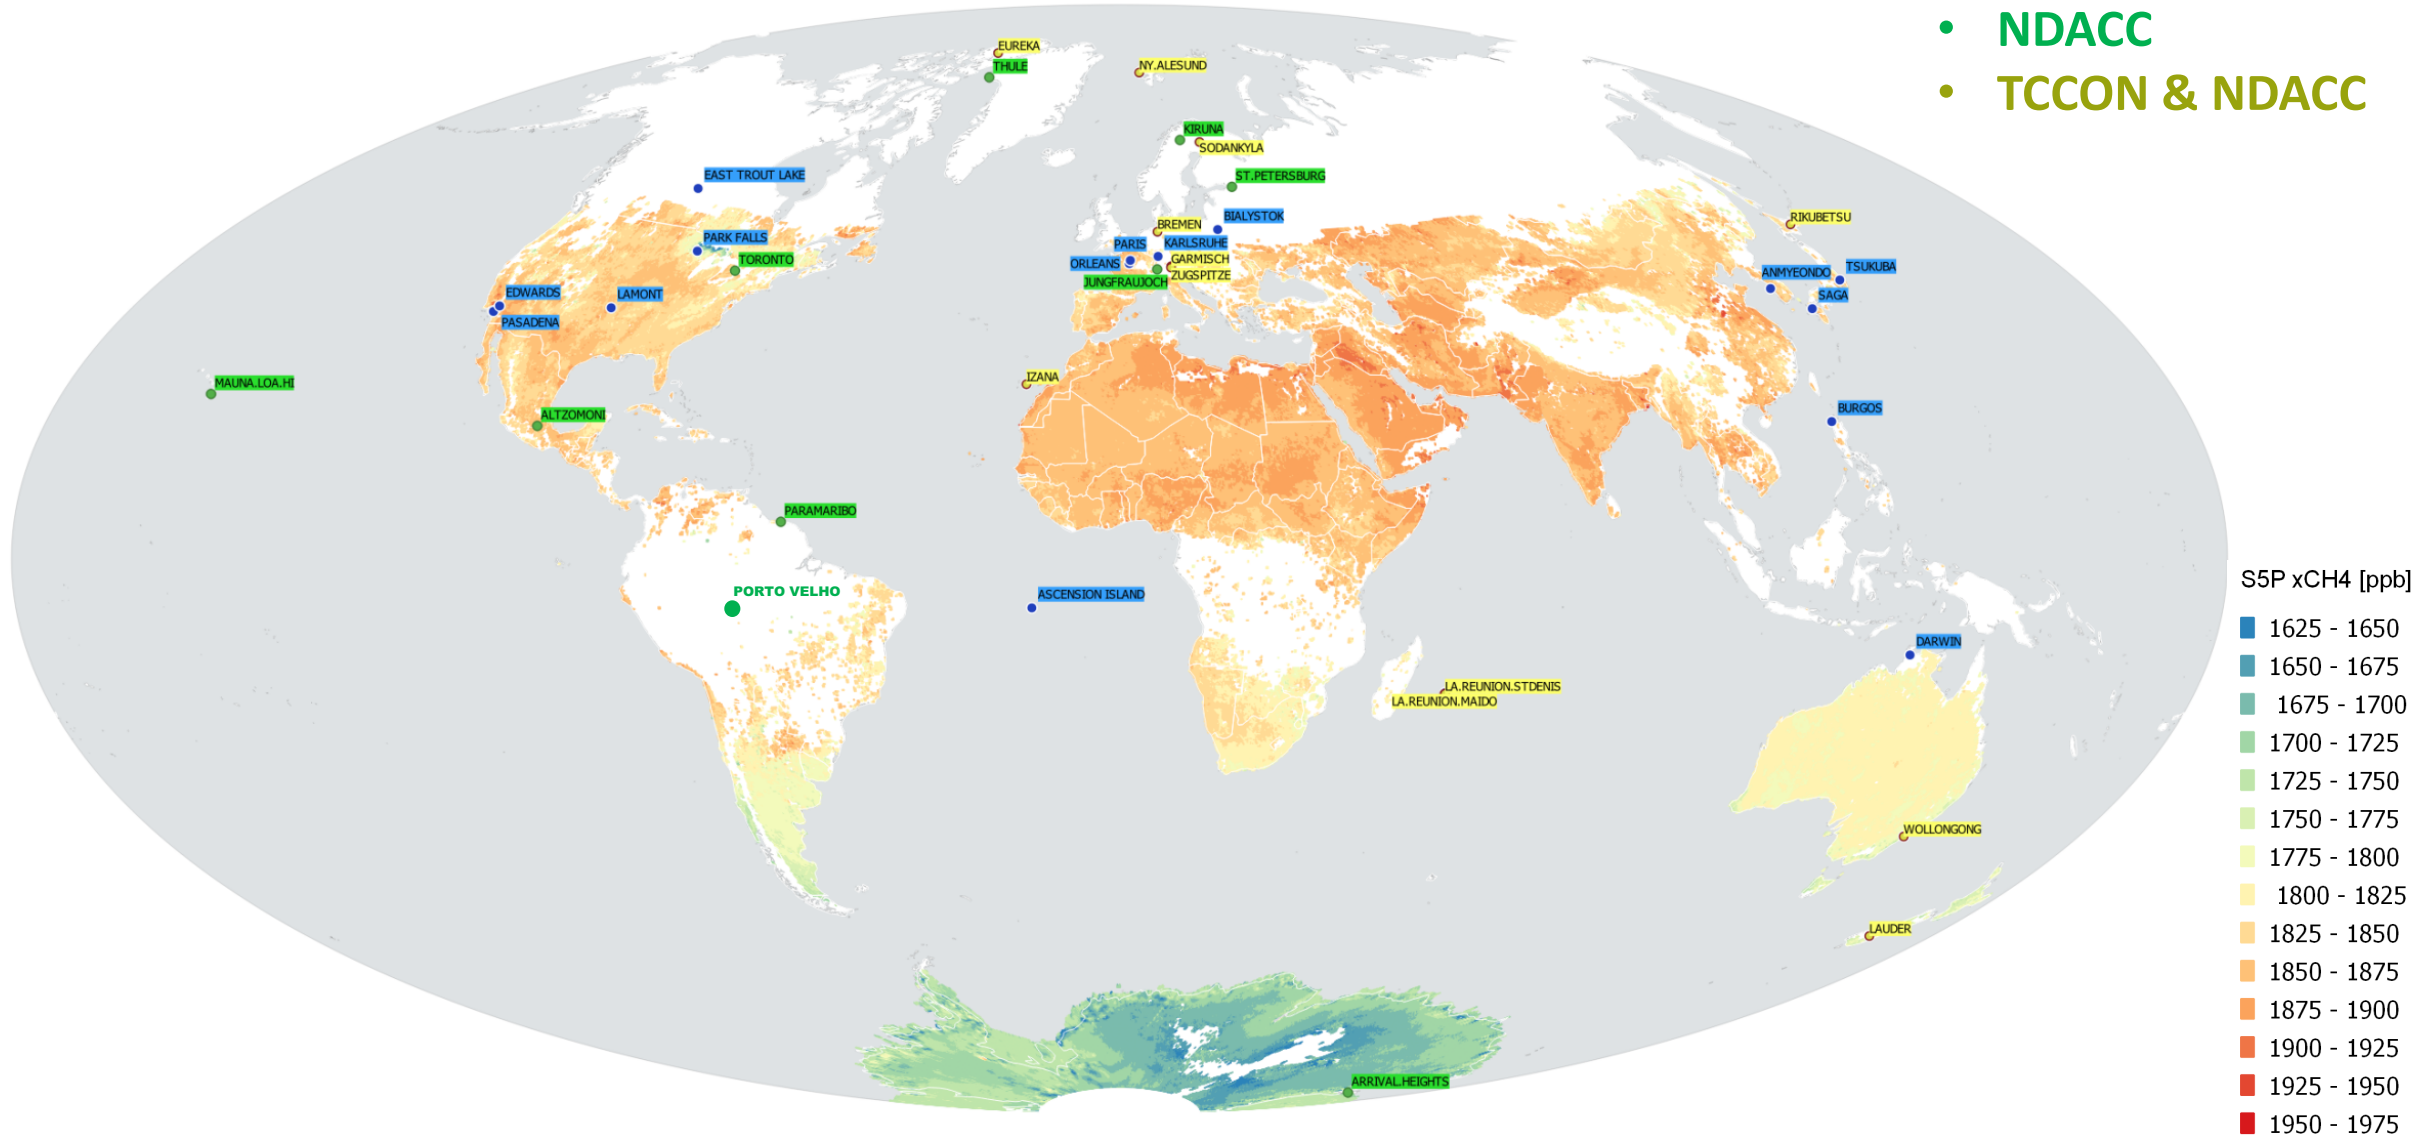 • NDACC
• TCCON & NDACC
EUREKA
THULE
NY.ALESUND
KIRUNA
SODANKYLA
EAST TROUT LAKE
ST.PETERSBURG
BIALYSTOK
BREMEN
RIKUBETSU
PARK FALLS
PARIS
KARLSRUHE
TORONTO
ORLEANS
GARMISCH
ZUGSPITZE
JUNGFRAUJOCH
ANMYEONDO
TSUKUBA
SAGA
EDWARDS
LAMONT
PASADENA
MAUNA.LOA.HI
IZANA
ALTZOMONI
BURGOS
PARAMARIBO
PORTO VELHO
ASCENSION ISLAND
DARWIN
LA.REUNION.STDENIS
LA.REUNION.MAIDO
WOLLONGONG
LAUDER
ARRIVAL.HEIGHTS
S5P xCH4 [ppb]
1625 - 1650
1650 - 1675
1675 - 1700
1700 - 1725
1725 - 1750
1750 - 1775
1775 - 1800
1800 - 1825
1825 - 1850
1850 - 1875
1875 - 1900
1900 - 1925
1925 - 1950
1950 - 1975